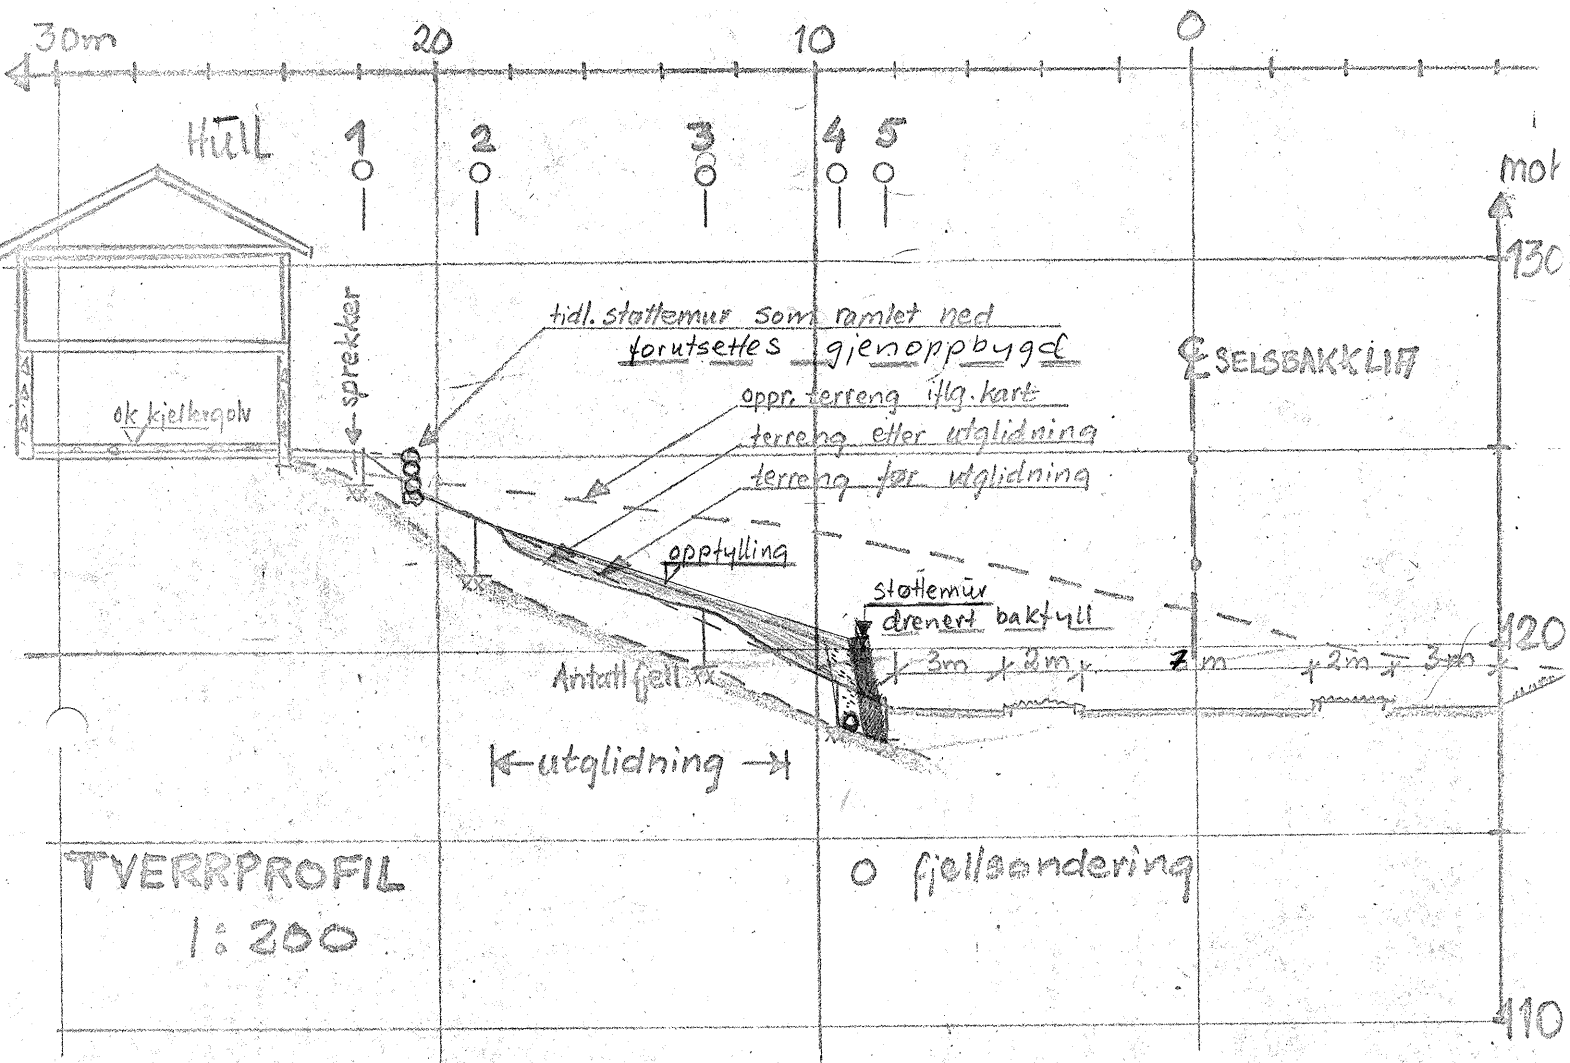 30m 20 10 0
Hull 1 2 3 4 5
mot
130
sprekker
tidl. støttemur som ramlet ned
forutsettes gjenoppbygd
℄ SELSBAKKLIA
oppr. terreng iflg. kart
ok kjellergolv
terreng etter utglidning
terreng før utglidning
oppfylling
støttemur
drenert bakfyll
120
3m 2m 7 m 2m 3m
Antatt fjell
utglidning
TVERRPROFIL
1:200
O fjellsondering
110